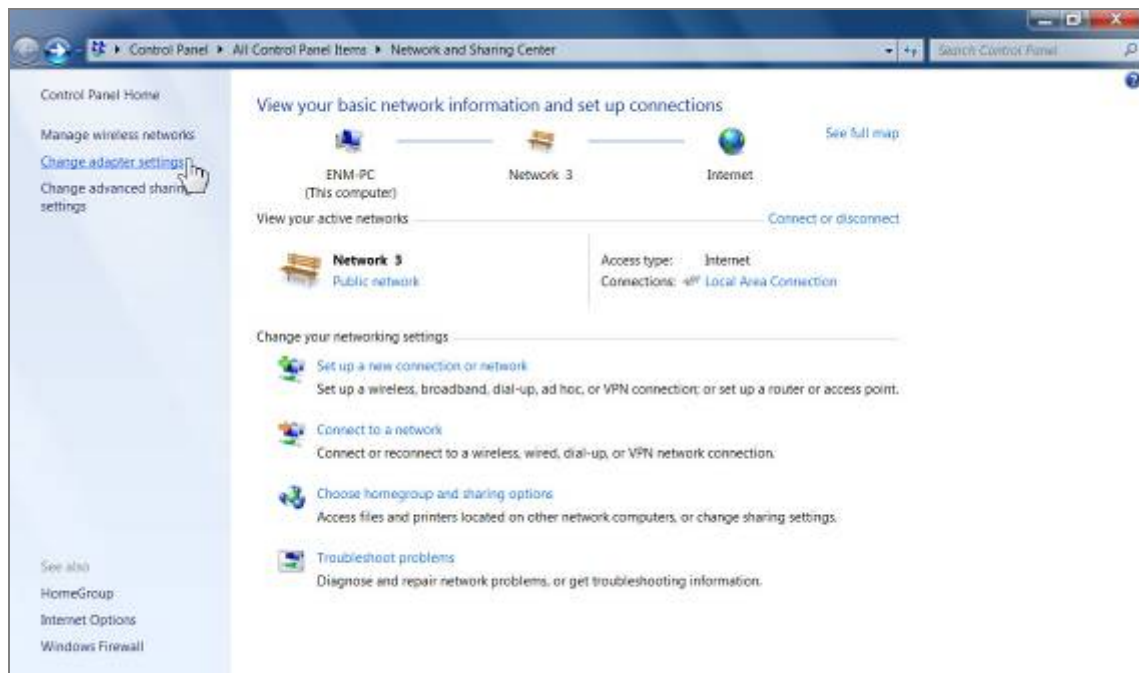 Control Panel ▸ All Control Panel Items ▸ Network and Sharing Center
Search Control Panel
Control Panel Home
Manage wireless networks
Change adapter settings
Change advanced sharing
settings
See also
HomeGroup
Internet Options
Windows Firewall
View your basic network information and set up connections
See full map
ENM-PC
(This computer)
Network 3
Internet
View your active networks
Connect or disconnect
Network 3
Public network
Access type: Internet
Connections: Local Area Connection
Change your networking settings
Set up a new connection or network
Set up a wireless, broadband, dial-up, ad hoc, or VPN connection; or set up a router or access point.
Connect to a network
Connect or reconnect to a wireless, wired, dial-up, or VPN network connection.
Choose homegroup and sharing options
Access files and printers located on other network computers, or change sharing settings.
Troubleshoot problems
Diagnose and repair network problems, or get troubleshooting information.